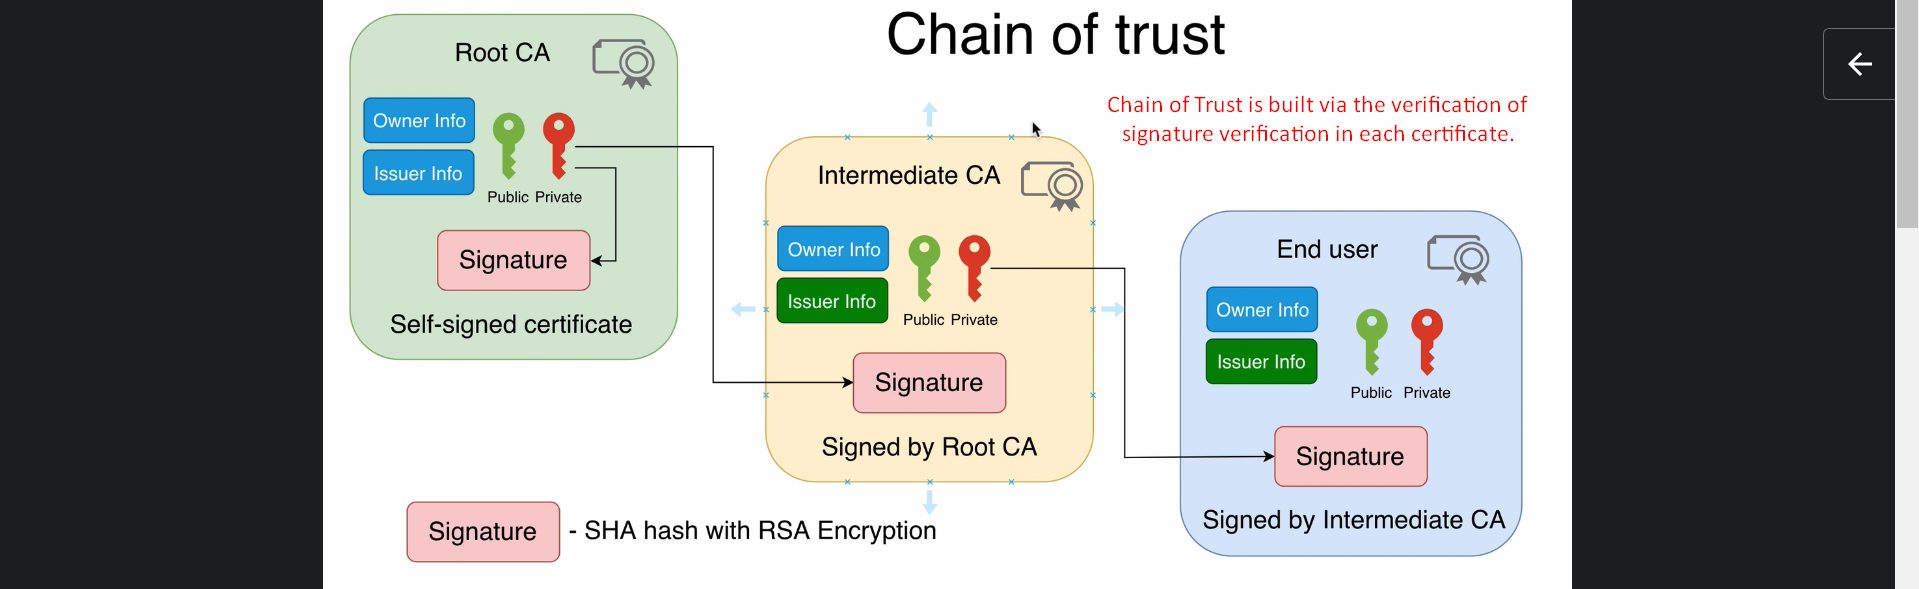 Chain of trust
Chain of Trust is built via the verification of
signature verification in each certificate.
Root CA
Owner Info
Issuer Info
Public Private
Signature
Self-signed certificate
Intermediate CA
Owner Info
Issuer Info
Public Private
Signature
Signed by Root CA
End user
Owner Info
Issuer Info
Public Private
Signature
Signed by Intermediate CA
Signature - SHA hash with RSA Encryption